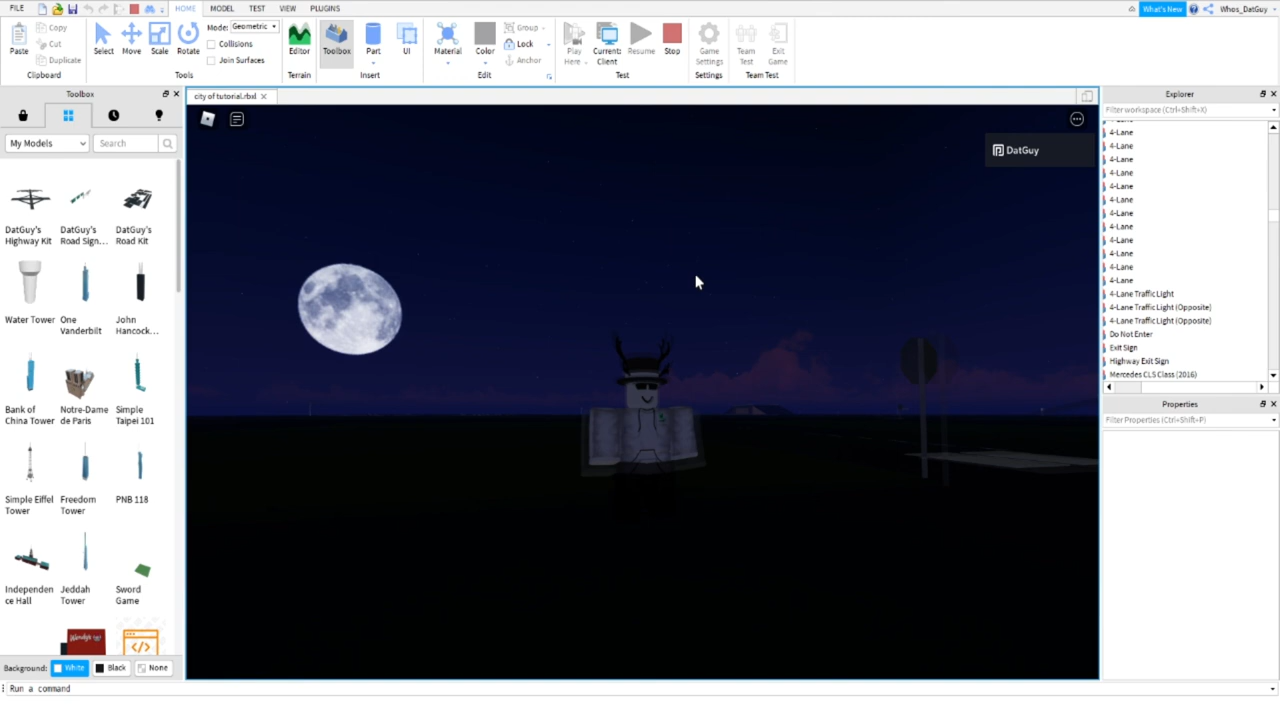 FILE HOME MODEL TEST VIEW PLUGINS What's New Whos_DatGuy
Paste Copy Cut Duplicate Clipboard
Select Move Scale Rotate Mode: Geometric Collisions Join Surfaces Tools
Editor Terrain
Toolbox Part UI Insert
Material Color Group Lock Anchor Edit
Play Here Current: Client Resume Stop Test
Game Settings Settings
Team Test Exit Game Team Test
Toolbox
My Models Search
DatGuy's Highway Kit
DatGuy's Road Sign...
DatGuy's Road Kit
Water Tower
One Vanderbilt
John Hancock...
Bank of China Tower
Notre-Dame de Paris
Simple Taipei 101
Simple Eiffel Tower
Freedom Tower
PNB 118
Independen ce Hall
Jeddah Tower
Sword Game
Background: White Black None
Run a command
city of tutorial.rbxl
DatGuy
Explorer
Filter workspace (Ctrl+Shift+X)
4-Lane
4-Lane
4-Lane
4-Lane
4-Lane
4-Lane
4-Lane
4-Lane
4-Lane
4-Lane
4-Lane
4-Lane
4-Lane
4-Lane Traffic Light
4-Lane Traffic Light (Opposite)
4-Lane Traffic Light (Opposite)
Do Not Enter
Exit Sign
Highway Exit Sign
Mercedes CLS Class (2016)
Properties
Filter Properties (Ctrl+Shift+P)